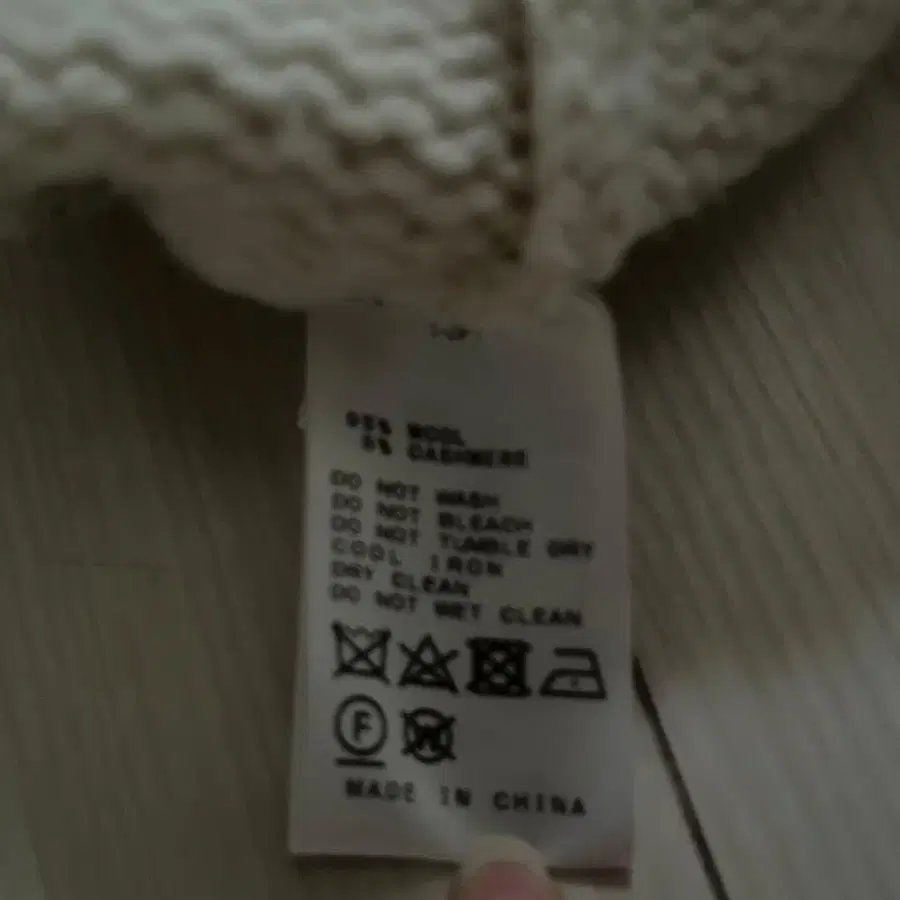 95% WOOL
5% CASHMERE
DO NOT WASH
DO NOT BLEACH
DO NOT TUMBLE DRY
COOL IRON
DRY CLEAN
DO NOT WET CLEAN
F
W
MADE IN CHINA